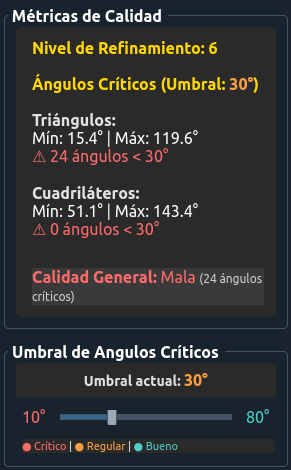 Métricas de Calidad
Nivel de Refinamiento: 6
Ángulos Críticos (Umbral: 30°)
Triángulos:
Mín: 15.4° | Máx: 119.6°
⚠ 24 ángulos < 30°
Cuadriláteros:
Mín: 51.1° | Máx: 143.4°
⚠ 0 ángulos < 30°
Calidad General: Mala (24 ángulos
críticos)
Umbral de Angulos Críticos
Umbral actual: 30°
10° 80°
● Crítico | ● Regular | ● Bueno